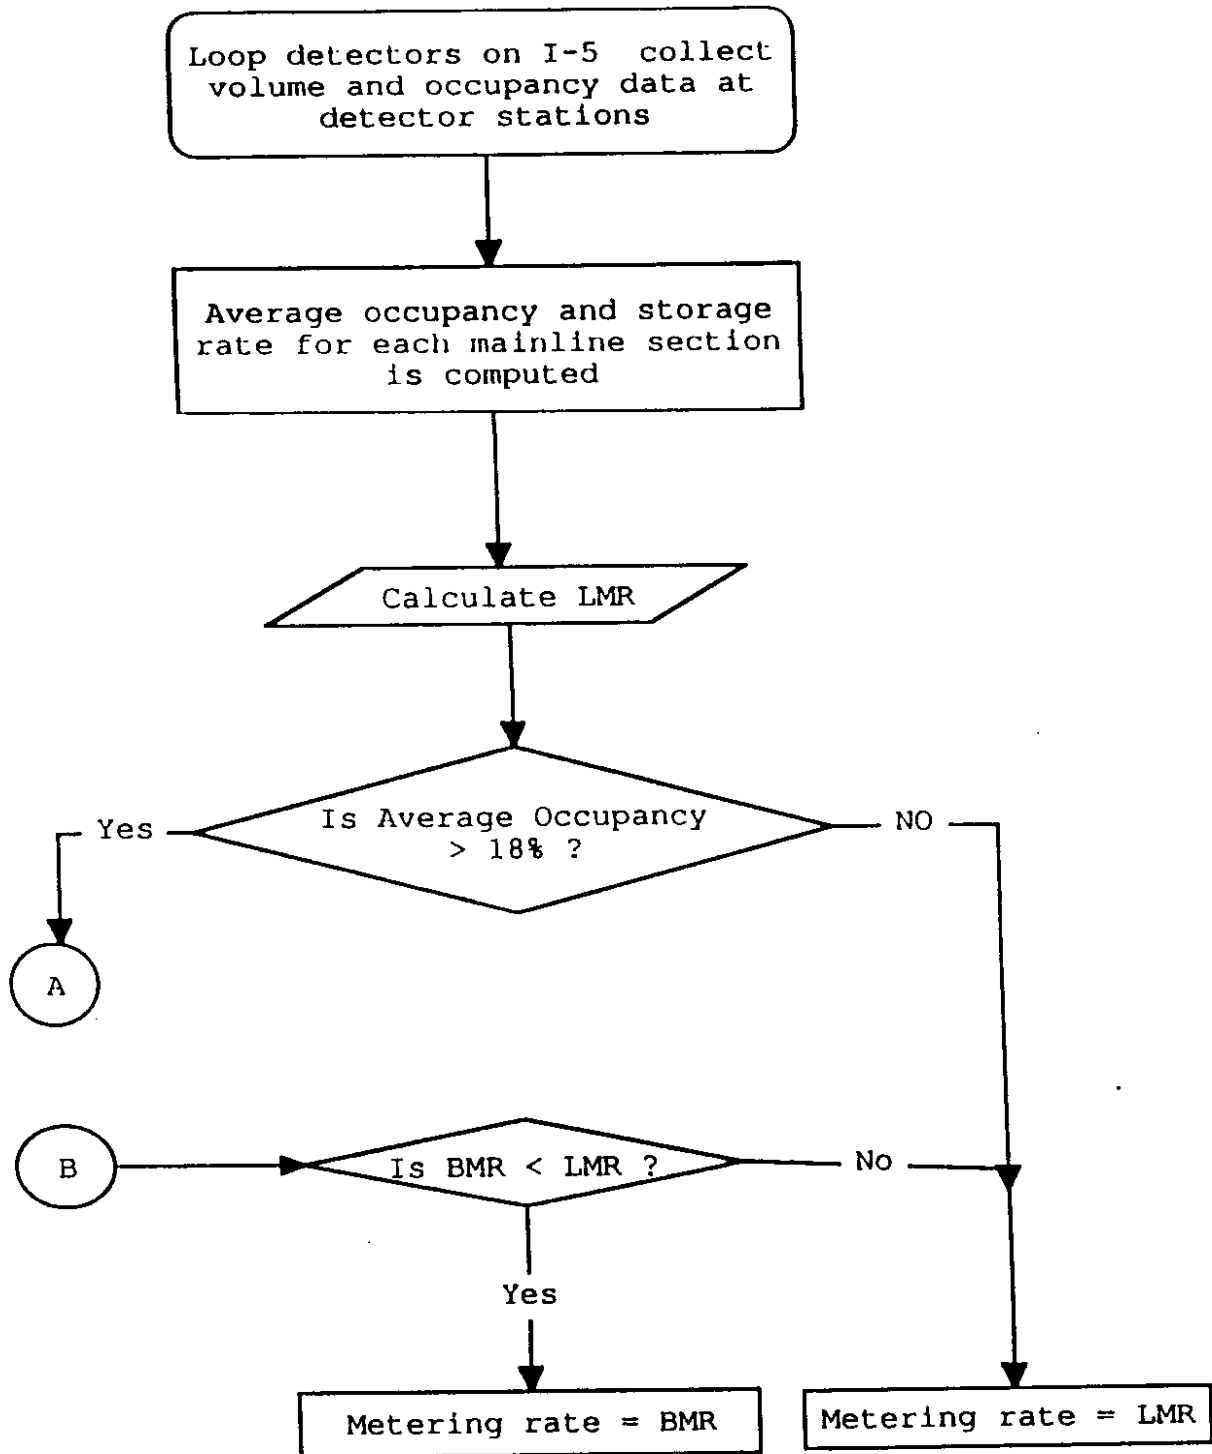 Loop detectors on I-5 collect
volume and occupancy data at
detector stations
Average occupancy and storage
rate for each mainline section
is computed
Calculate LMR
Is Average Occupancy
> 18% ?
Yes
NO
A
B
Is BMR < LMR ?
No
Yes
Metering rate = BMR
Metering rate = LMR